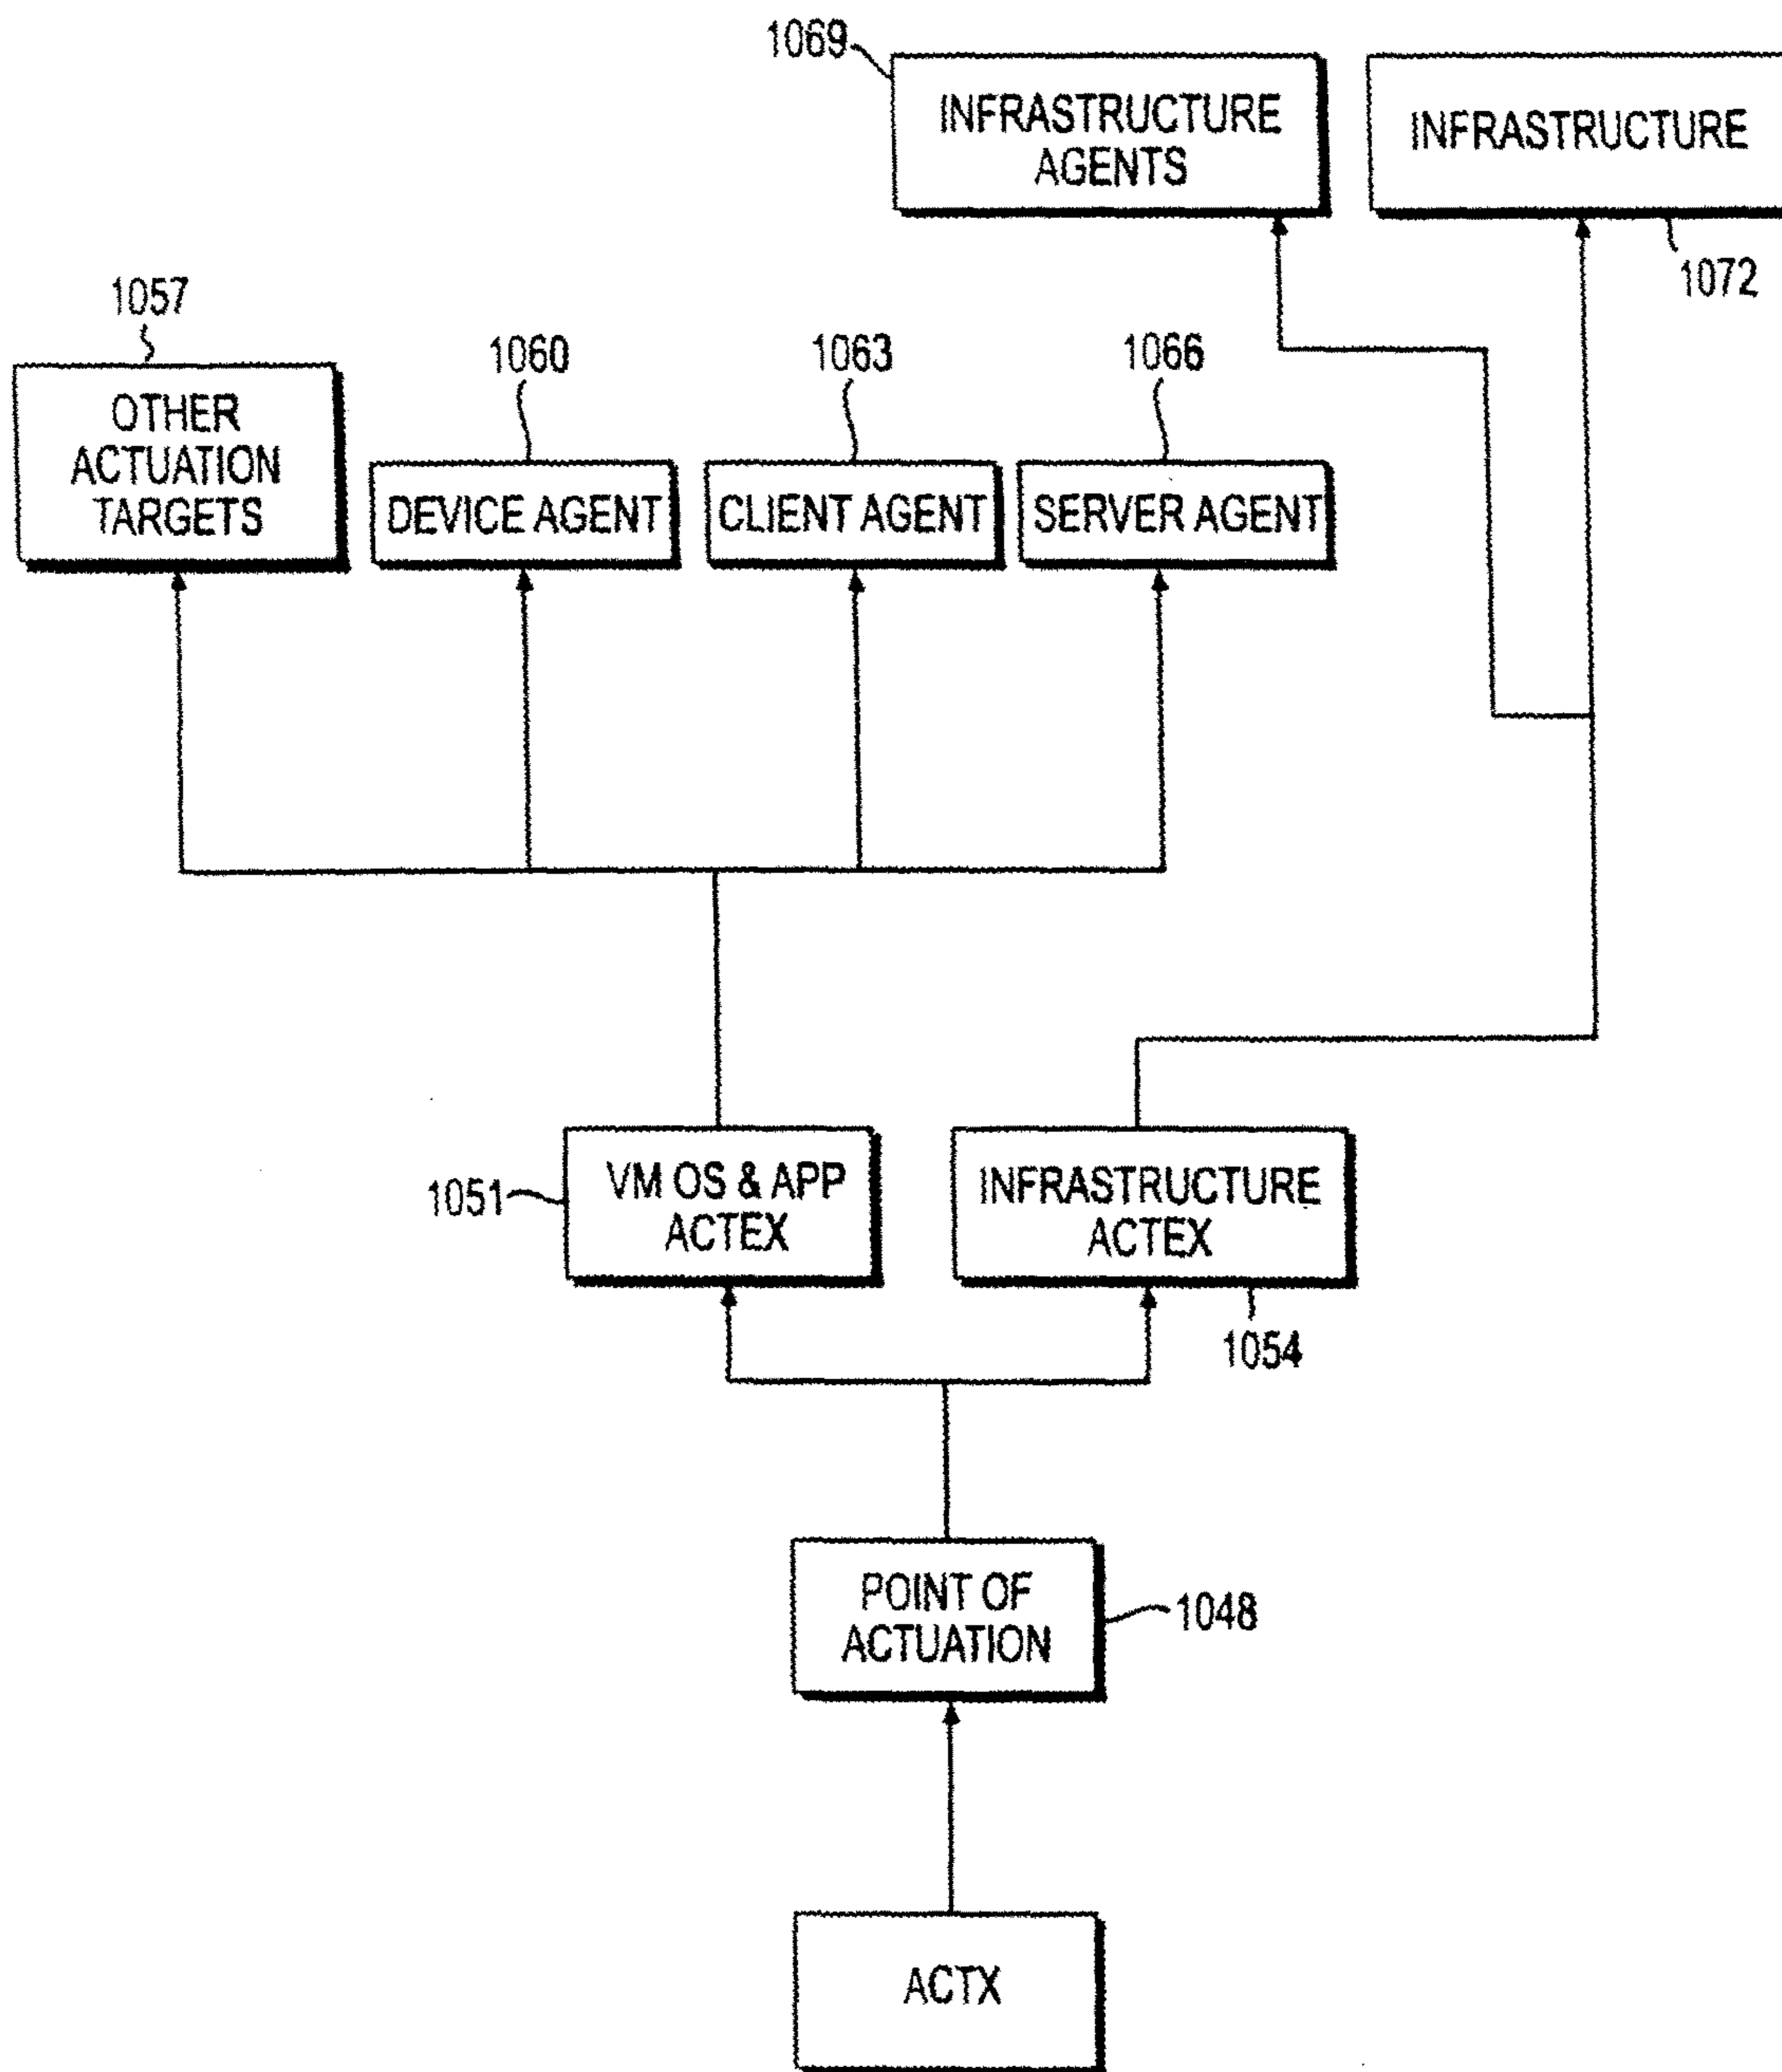 1069
INFRASTRUCTURE
AGENTS
INFRASTRUCTURE
1072
1057
1060
1063
1066
OTHER
ACTUATION
TARGETS
DEVICE AGENT
CLIENT AGENT
SERVER AGENT
1051
VM OS & APP
ACTEX
INFRASTRUCTURE
ACTEX
1054
POINT OF
ACTUATION
1048
ACTX